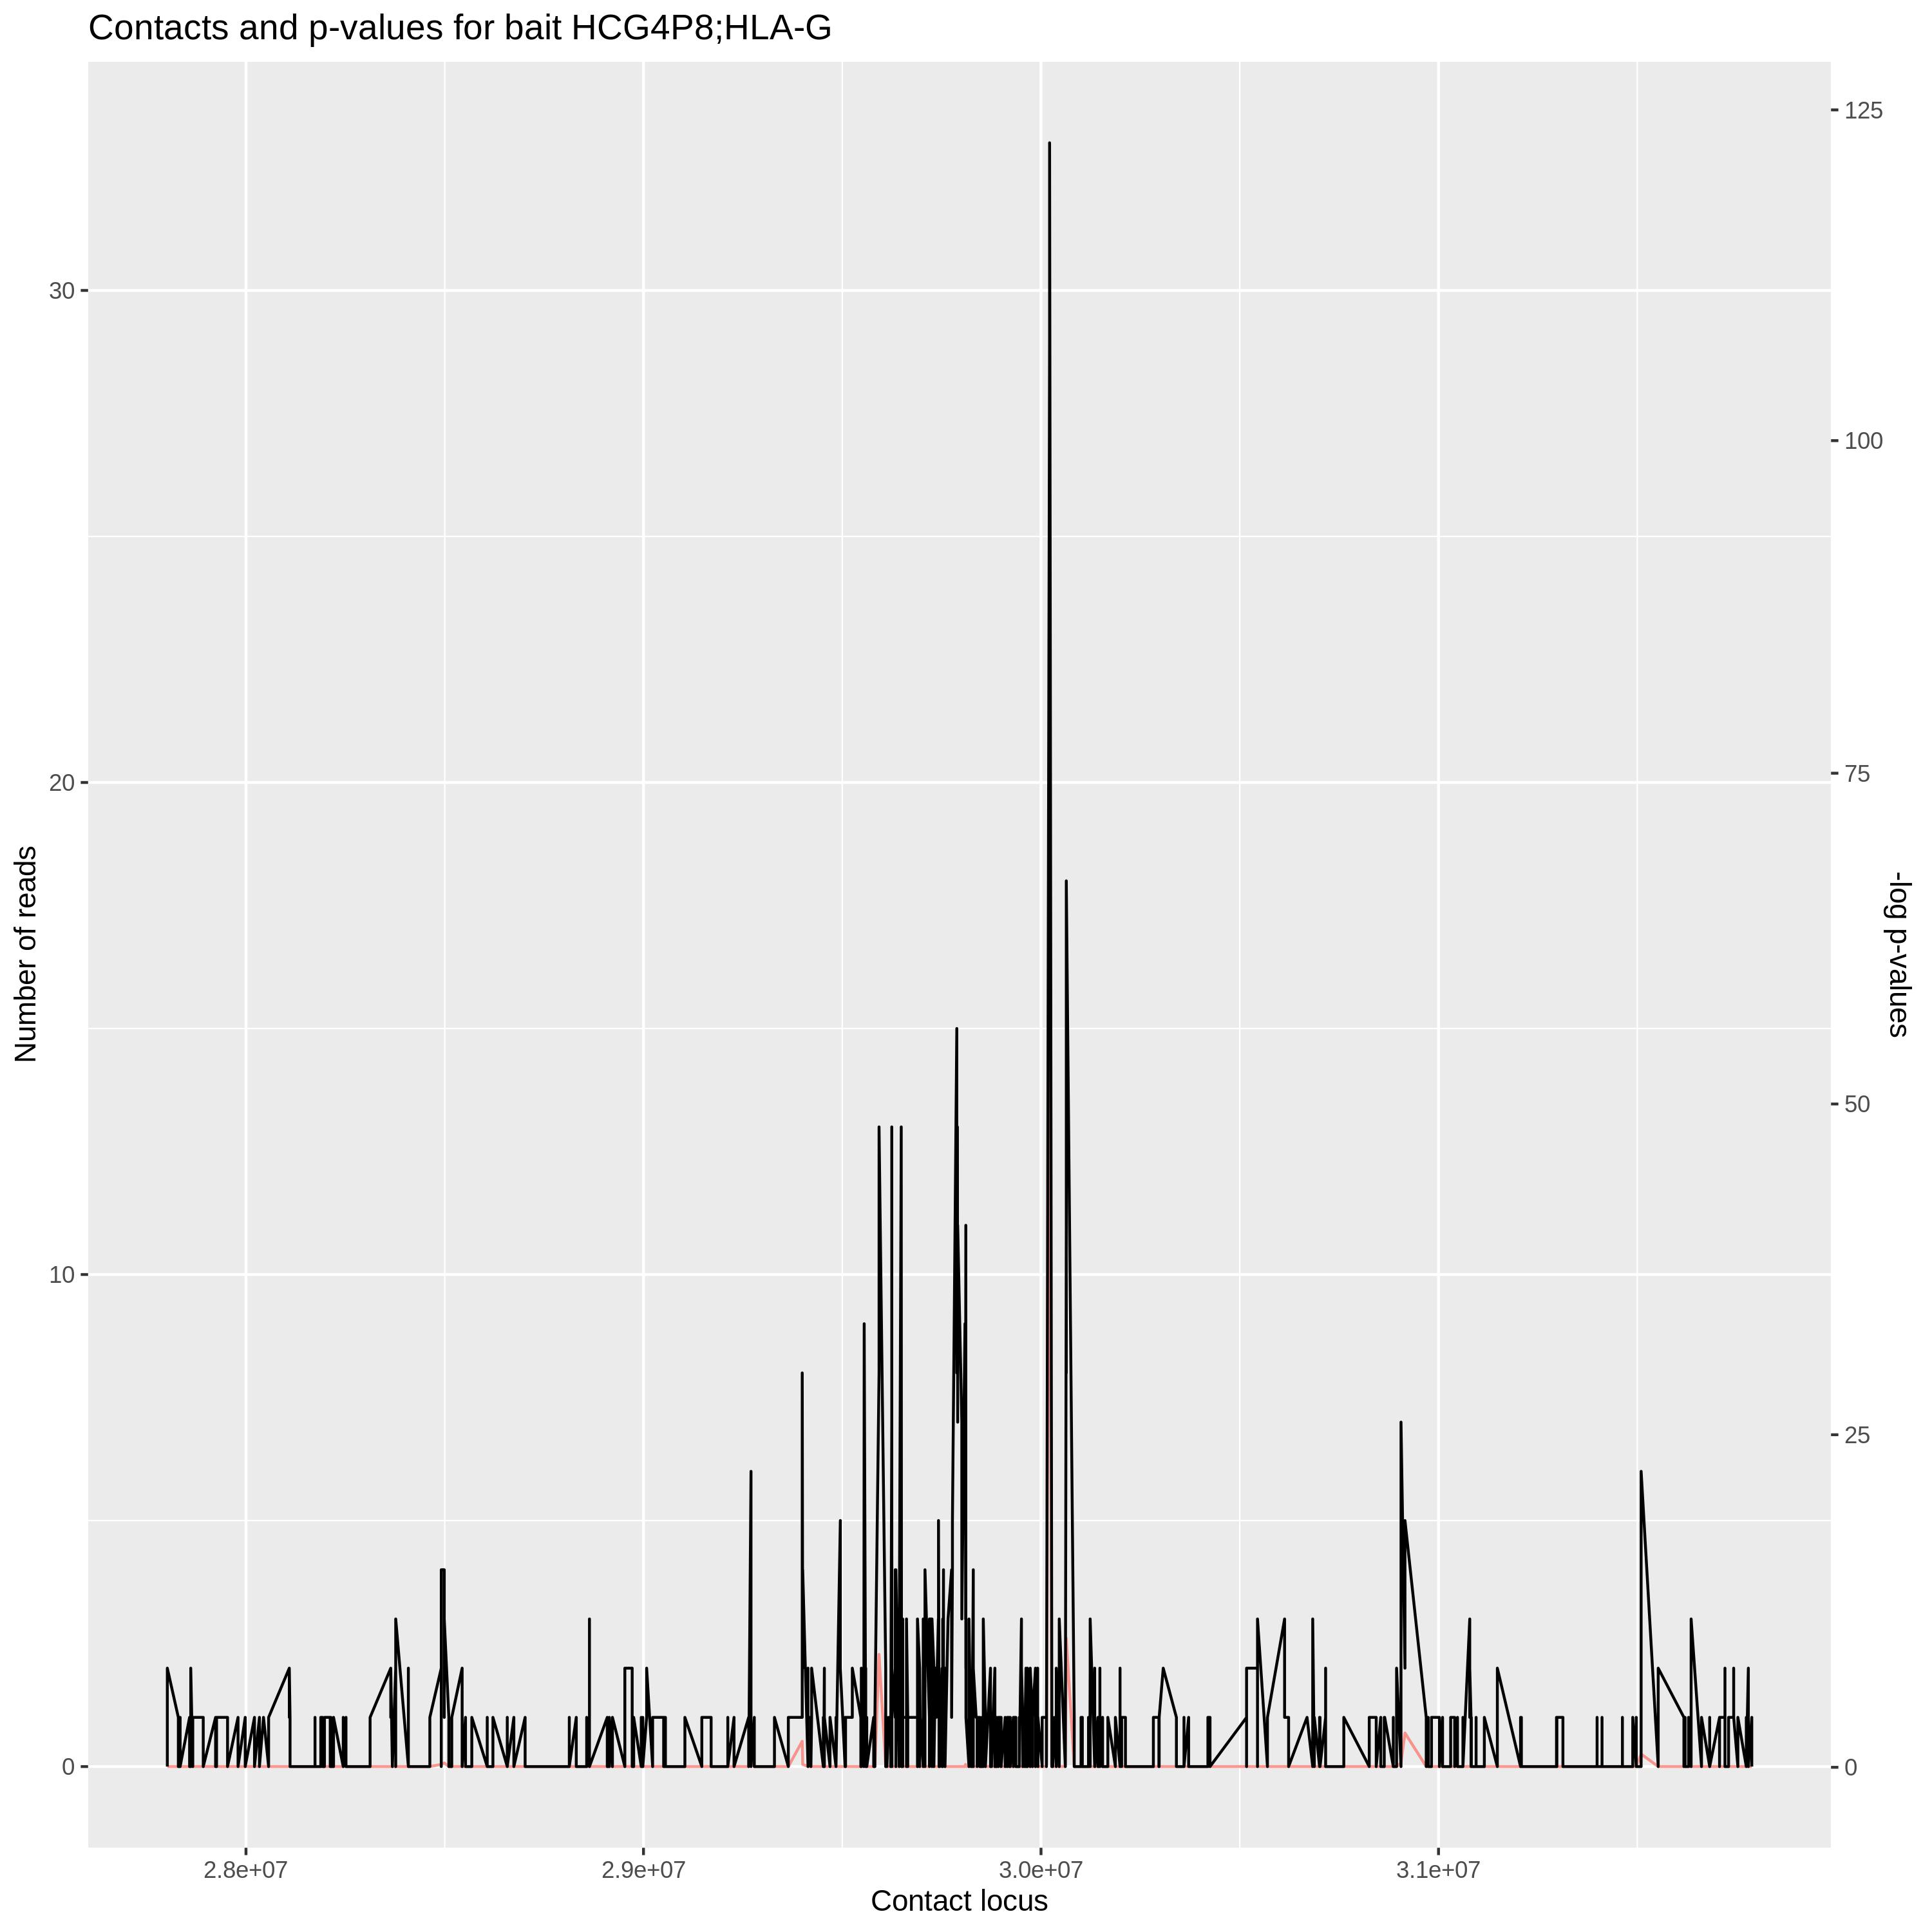 Contacts and p-values for bait HCG4P8;HLA-G
Number of reads
30
20
10
0
125
100
75
50
25
0
-log p-values
2.8e+07
2.9e+07
3.0e+07
3.1e+07
Contact locus